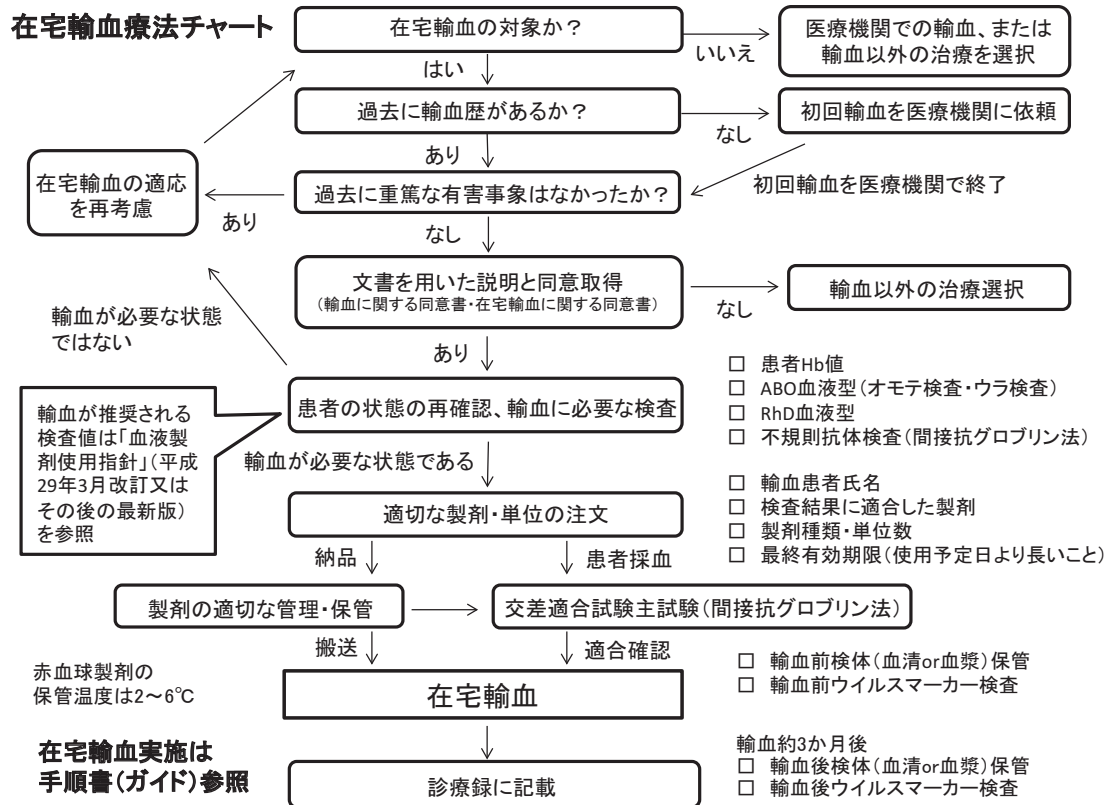 在宅輸血療法チャート
在宅輸血の対象か？
いいえ
医療機関での輸血、または
輸血以外の治療を選択
はい
過去に輸血歴があるか？
なし
初回輸血を医療機関に依頼
あり
初回輸血を医療機関で終了
過去に重篤な有害事象はなかったか？
あり
在宅輸血の適応
を再考慮
なし
文書を用いた説明と同意取得
（輸血に関する同意書・在宅輸血に関する同意書）
なし
輸血以外の治療選択
輸血が必要な状態
ではない
あり
患者の状態の再確認、輸血に必要な検査
□ 患者Hb値
□ ABO血液型（オモテ検査・ウラ検査）
□ RhD血液型
□ 不規則抗体検査（間接抗グロブリン法）
輸血が推奨される
検査値は「血液製
剤使用指針」（平成
29年3月改訂又は
その後の最新版）
を参照
輸血が必要な状態である
適切な製剤・単位の注文
□ 輸血患者氏名
□ 検査結果に適合した製剤
□ 製剤種類・単位数
□ 最終有効期限（使用予定日より長いこと）
納品
患者採血
製剤の適切な管理・保管
交差適合試験主試験（間接抗グロブリン法）
搬送
適合確認
赤血球製剤の
保管温度は2～6℃
在宅輸血
□ 輸血前検体（血清or血漿）保管
□ 輸血前ウイルスマーカー検査
在宅輸血実施は
手順書（ガイド）参照
診療録に記載
輸血約3か月後
□ 輸血後検体（血清or血漿）保管
□ 輸血後ウイルスマーカー検査